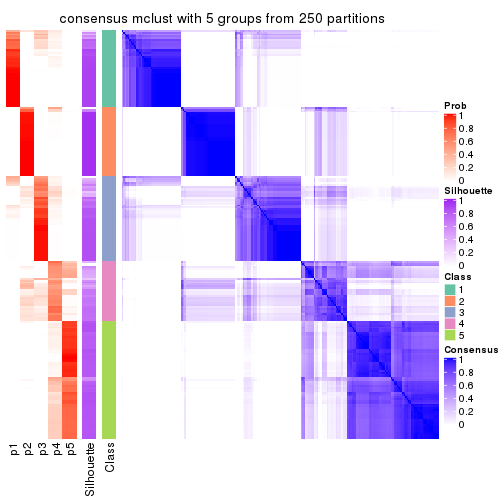 consensus mclust with 5 groups from 250 partitions
Prob
1
0.8
0.6
0.4
0.2
0
Silhouette
1
0.8
0.6
0.4
0.2
0
Class
1
2
3
4
5
Consensus
1
0.8
0.6
0.4
0.2
0
p1
p2
p3
p4
p5
Silhouette
Class